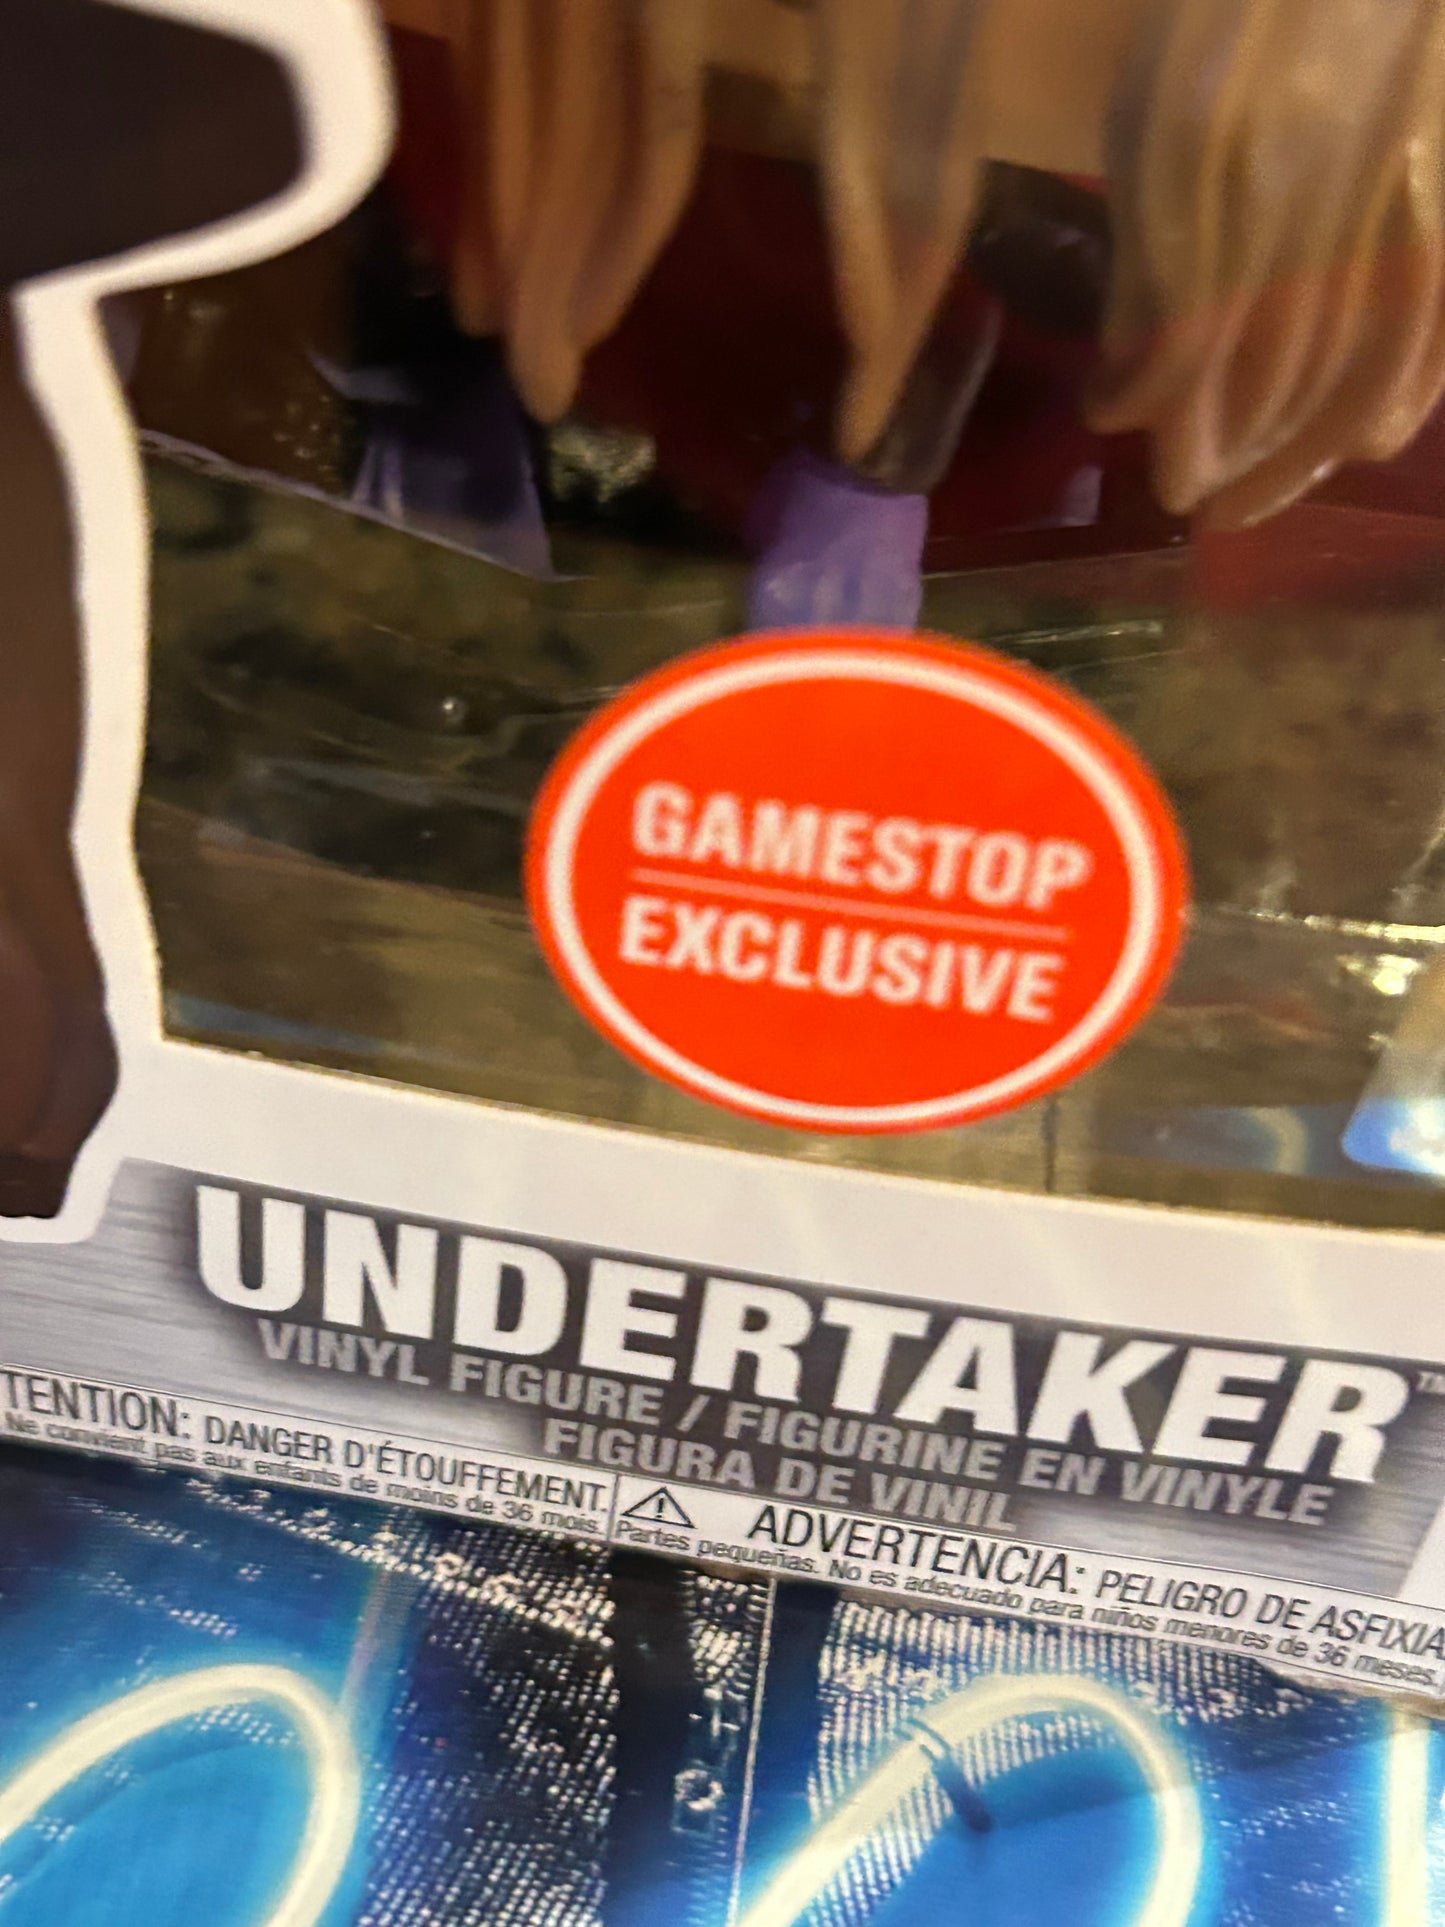 GAMESTOP
EXCLUSIVE
UNDERTAKER™
VINYL FIGURE / FIGURINE EN VINYLE
FIGURA DE VINIL
TENTION: DANGER D'ÉTOUFFEMENT.
Ne convient pas aux enfants de moins de 36 mois.
ADVERTENCIA: PELIGRO DE ASFIXIA
Partes pequeñas. No es adecuado para niños menores de 36 meses.